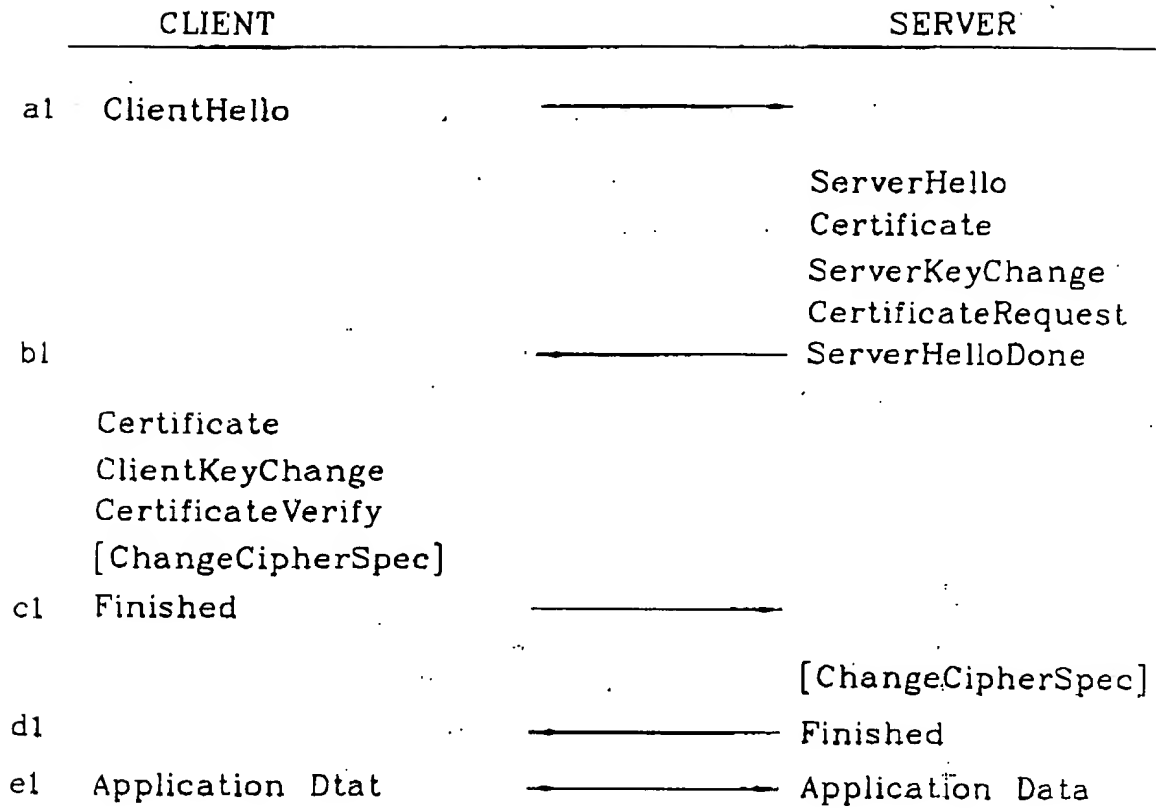 CLIENT SERVER
a1 ClientHello
ServerHello
Certificate
ServerKeyChange
CertificateRequest
b1 ServerHelloDone
Certificate
ClientKeyChange
CertificateVerify
[ChangeCipherSpec]
c1 Finished
[ChangeCipherSpec]
d1 Finished
e1 Application Dtat Application Data